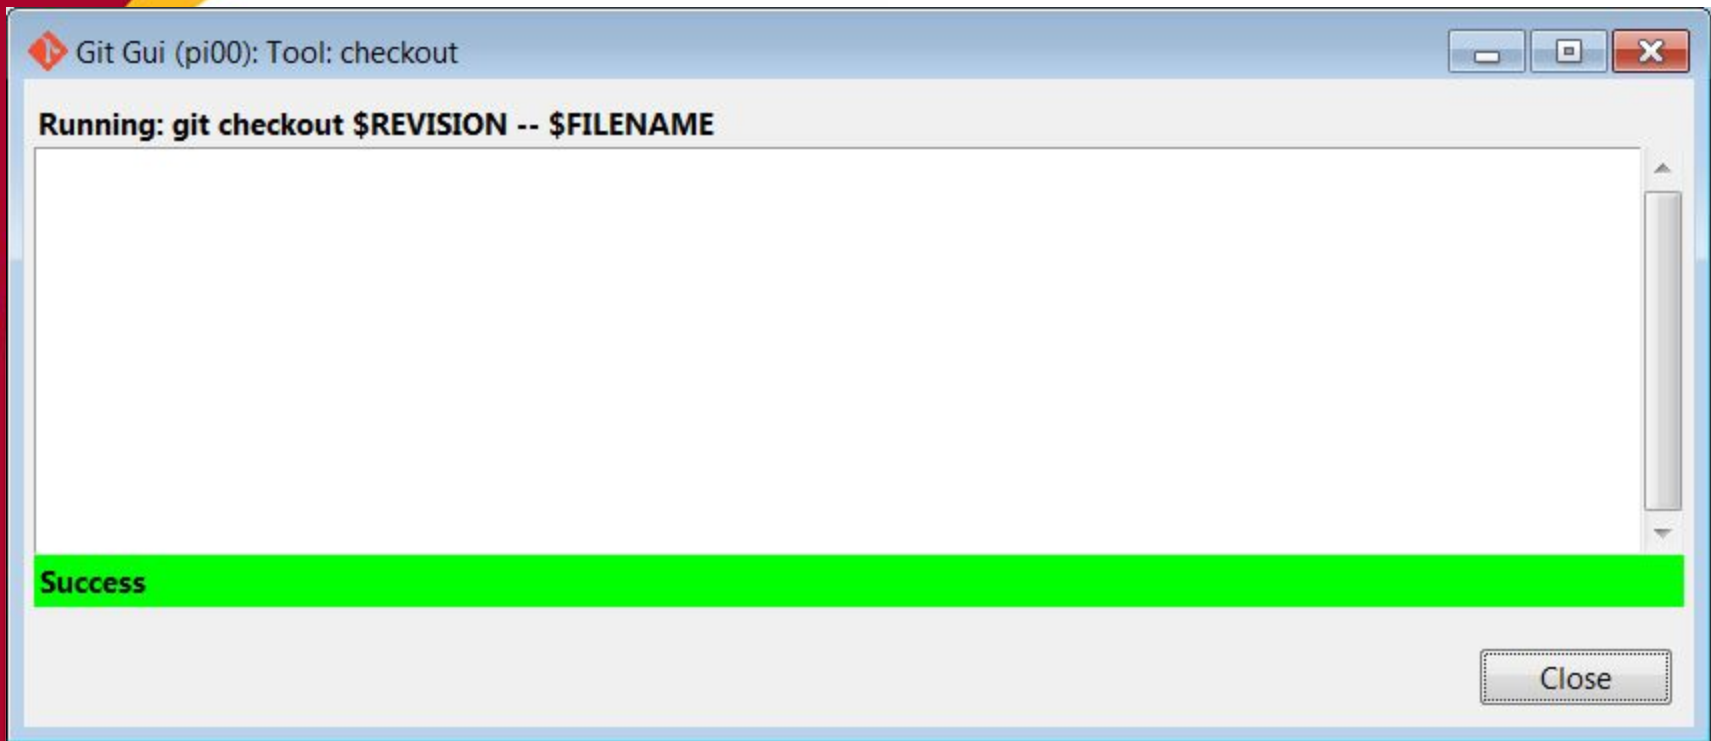 Git Gui (pi00): Tool: checkout
Running: git checkout $REVISION -- $FILENAME
Success
Close